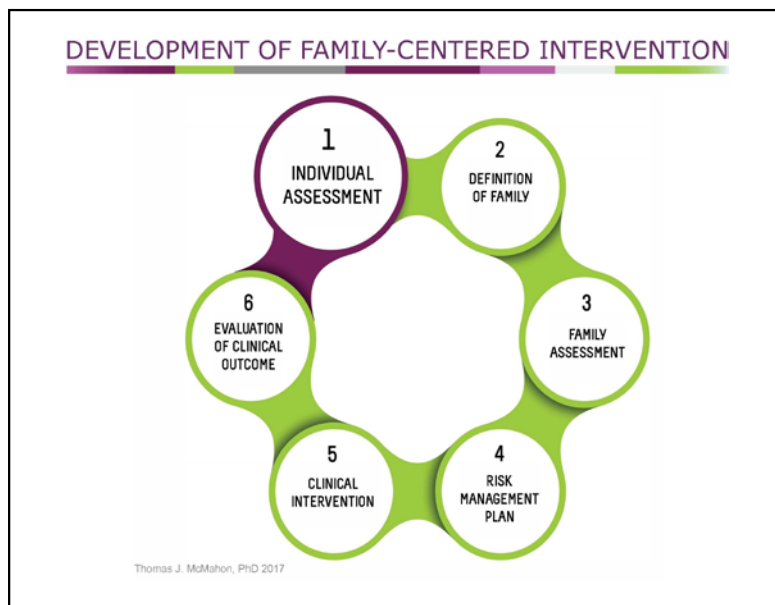 DEVELOPMENT OF FAMILY-CENTERED INTERVENTION
1
INDIVIDUAL
ASSESSMENT
2
DEFINITION
OF FAMILY
3
FAMILY
ASSESSMENT
4
RISK
MANAGEMENT
PLAN
5
CLINICAL
INTERVENTION
6
EVALUATION
OF CLINICAL
OUTCOME
Thomas J. McMahon, PhD 2017